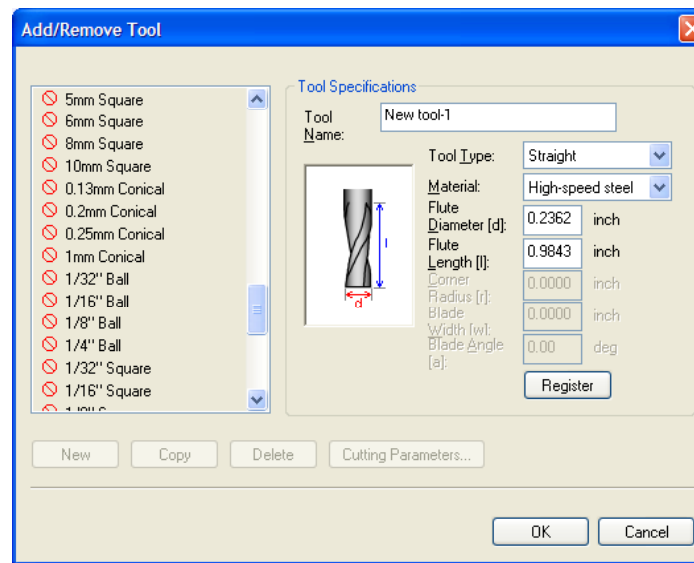 Add/Remove Tool
5mm Square
6mm Square
8mm Square
10mm Square
0.13mm Conical
0.2mm Conical
0.25mm Conical
1mm Conical
1/32" Ball
1/16" Ball
1/8" Ball
1/4" Ball
1/32" Square
1/16" Square
Tool Specifications
Tool
Name:
New tool-1
l
d
Tool Type:
Straight
Material:
High-speed steel
Flute
Diameter [d]:
0.2362
inch
Flute
Length [l]:
0.9843
inch
Corner
Radius [r]:
0.0000
inch
Blade
Width [w]:
0.0000
inch
Blade Angle
[a]:
0.00
deg
Register
New
Copy
Delete
Cutting Parameters...
OK
Cancel